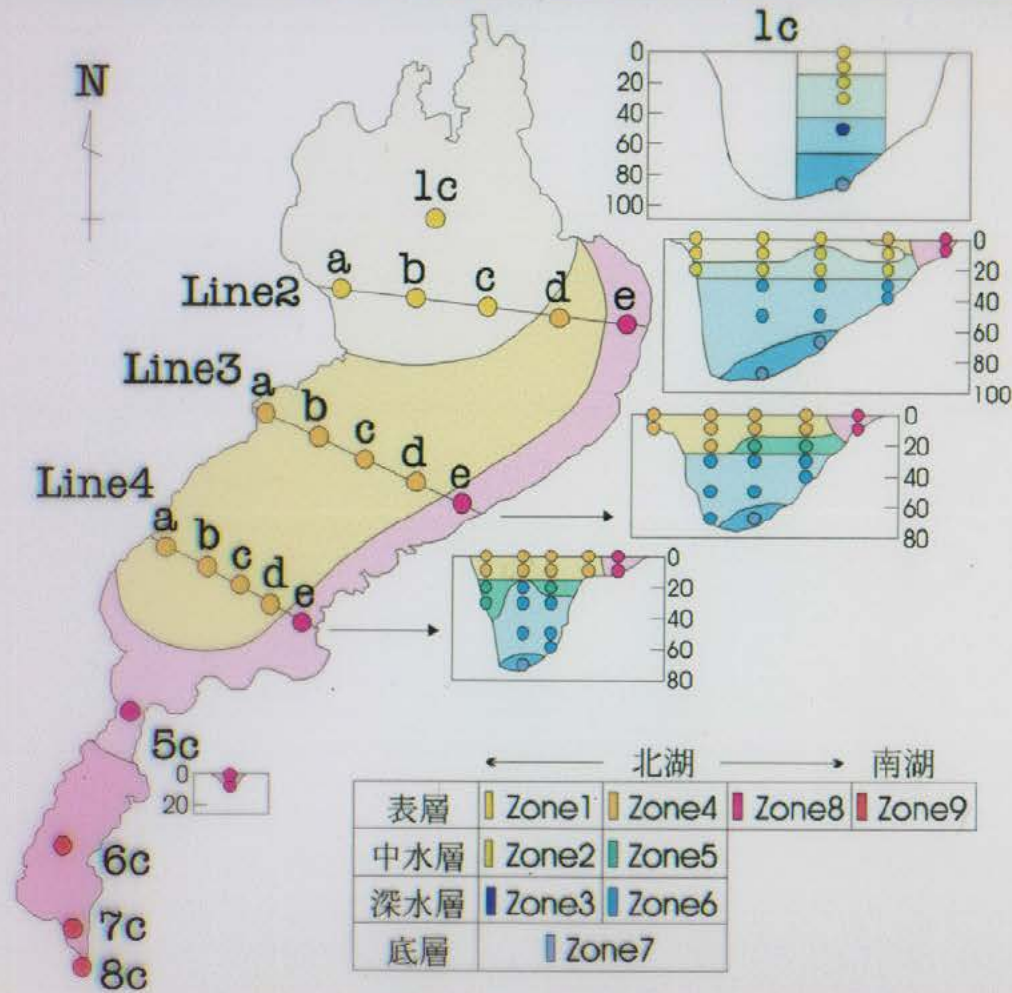 N
1c
Line2
a b c d e
Line3
a b c d e
Line4
a b c d e
5c
6c
7c
8c
1c
0
20
40
60
80
100
0
20
40
60
80
100
0
20
40
60
80
0
20
40
60
80
0
20
北湖 南湖
表層 Zone1 Zone4 Zone8 Zone9
中水層 Zone2 Zone5
深水層 Zone3 Zone6
底層 Zone7